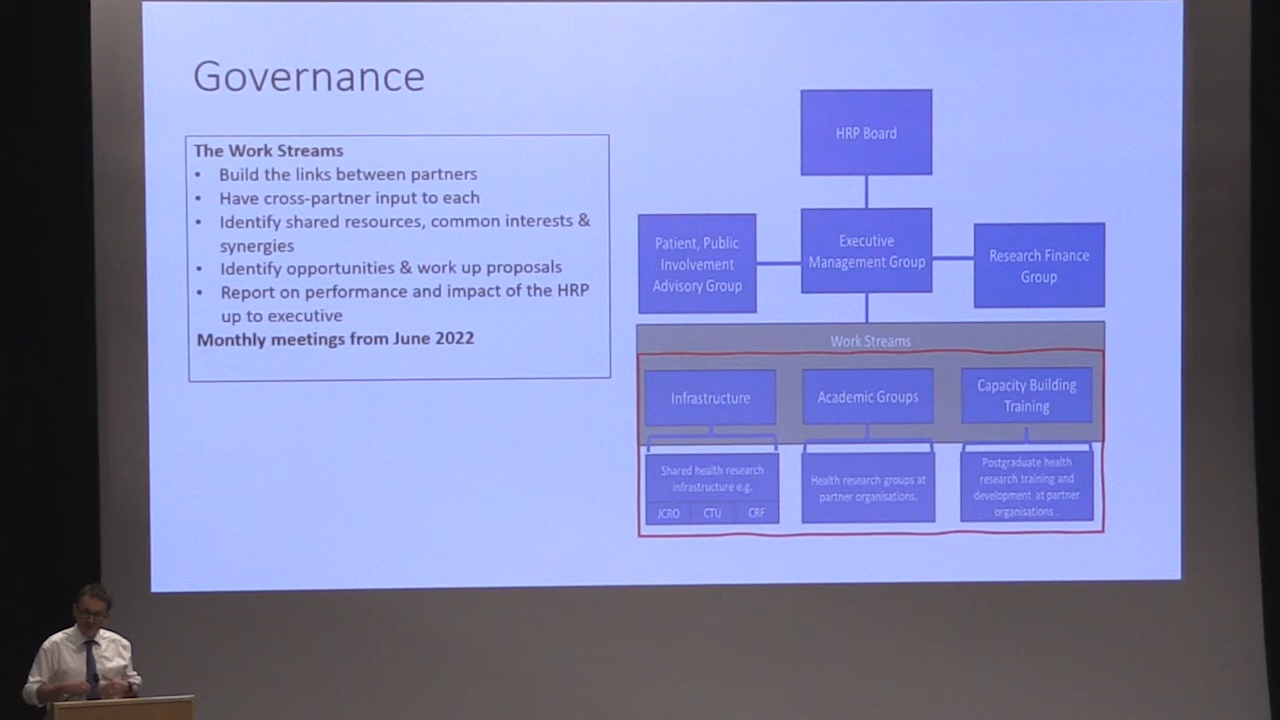 Governance
The Work Streams
• Build the links between partners
• Have cross-partner input to each
• Identify shared resources, common interests &
synergies
• Identify opportunities & work up proposals
• Report on performance and impact of the HRP
up to executive
Monthly meetings from June 2022
HRP Board
Patient, Public
Involvement
Advisory Group
Executive
Management Group
Research Finance
Group
Work Streams
Infrastructure
Academic Groups
Capacity Building
Training
Shared health research
infrastructure e.g.
JCRO
CTU
CRF
Health research groups at
partner organisations.
Postgraduate health
research training and
development at partner
organisations .